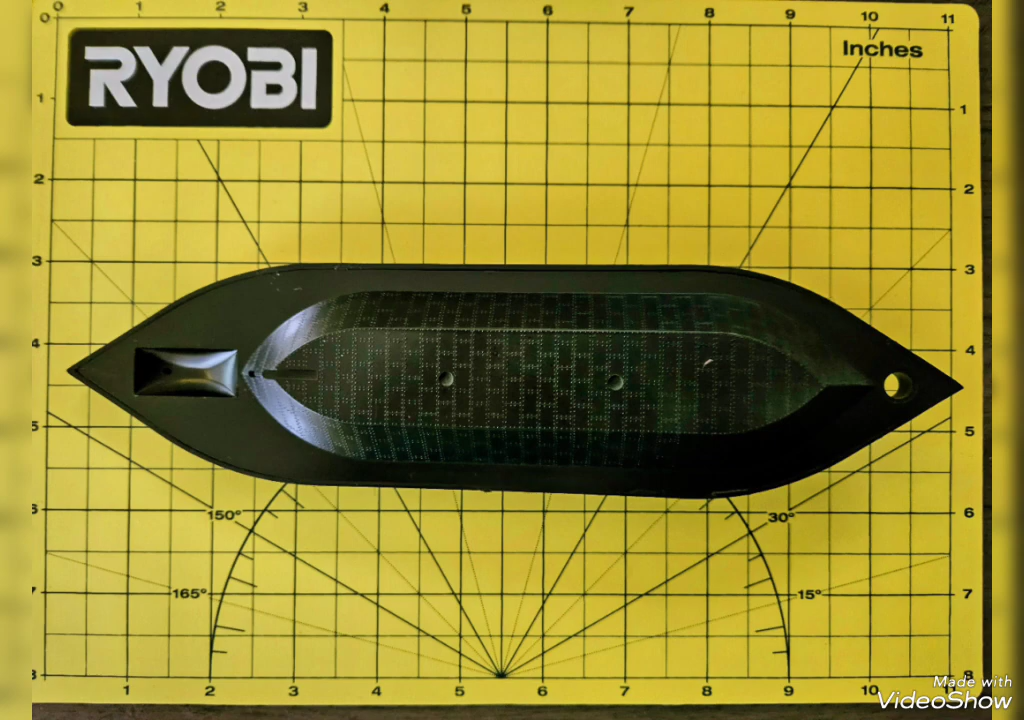 0 1 2 3 4 5 6 7 8 9 10 11
0
RYOBI
Inches
1 1
2 2
3 3
4 4
5 5
6 6
150° 30°
165° 15°
7 7
8 8
1 2 3 4 5 6 7 8 9 10 11
Made with
VideoShow